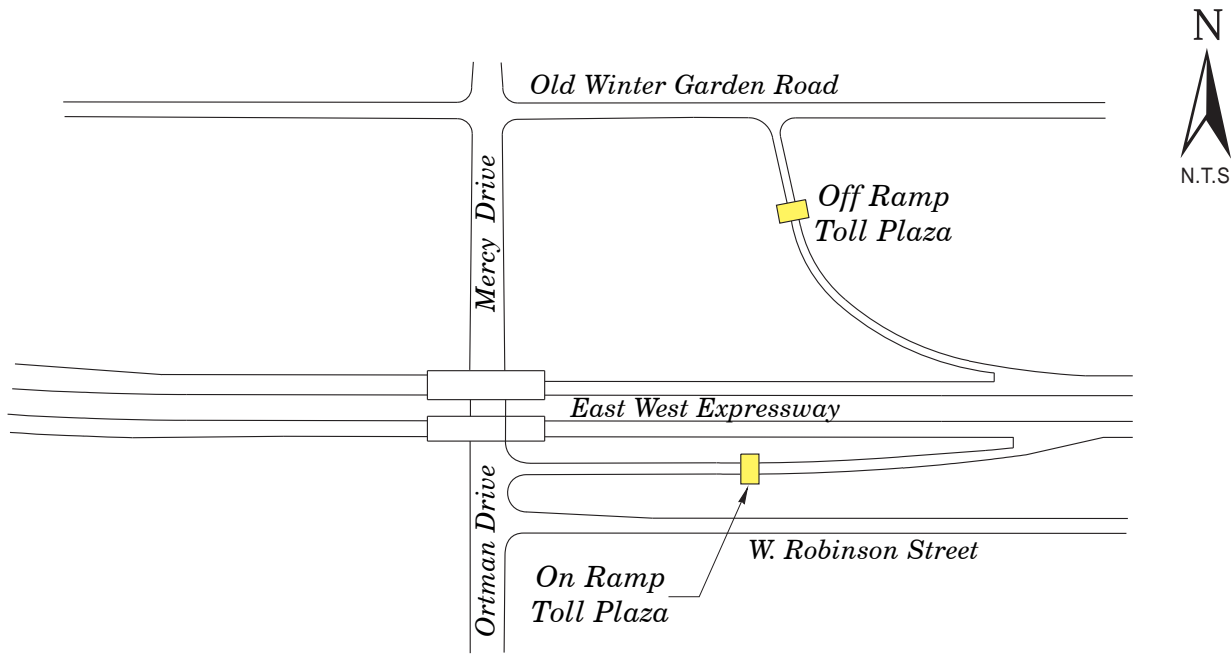 N
N.T.S
Old Winter Garden Road
Mercy Drive
Off Ramp
Toll Plaza
East West Expressway
Ortman Drive
W. Robinson Street
On Ramp
Toll Plaza